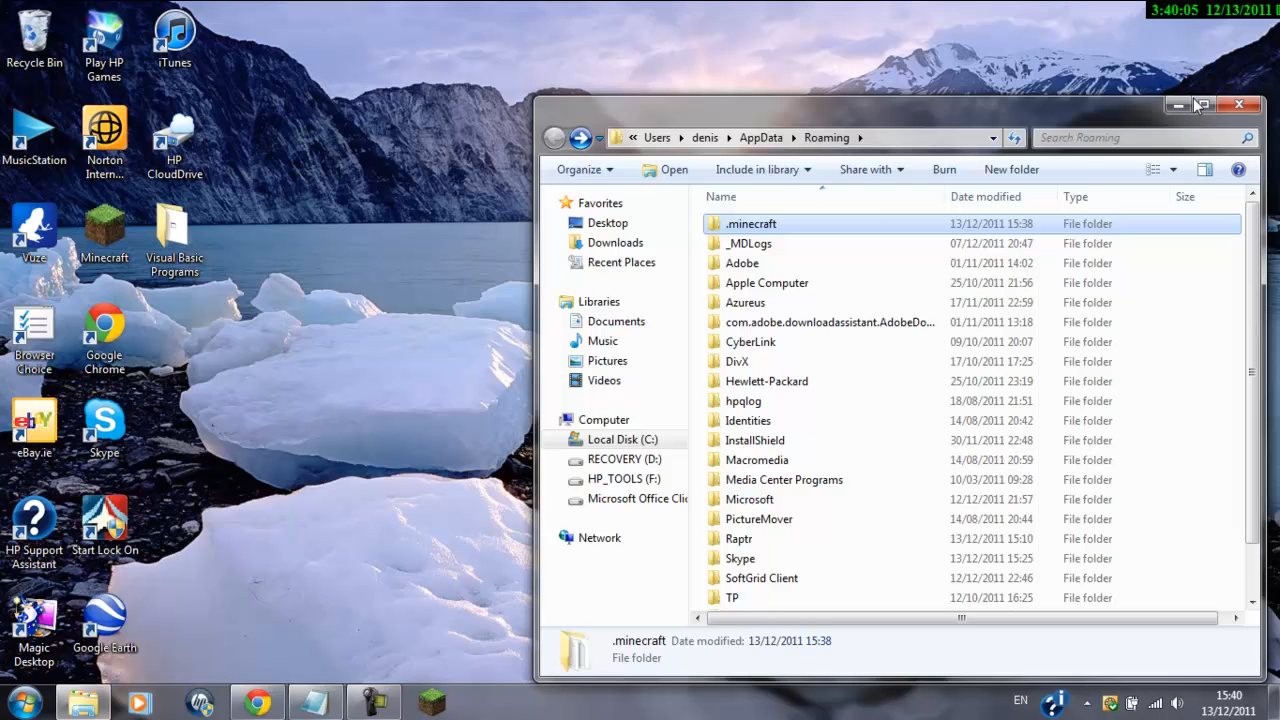 3:40:05 12/13/2011
Recycle Bin
Play HP Games
iTunes
MusicStation
Norton Intern...
HP CloudDrive
Vuze
Minecraft
Visual Basic Programs
Browser Choice
Google Chrome
eBay.ie
Skype
HP Support Assistant
Start Lock On
Magic Desktop
Google Earth
« Users ▸ denis ▸ AppData ▸ Roaming ▸
Search Roaming
Organize Open Include in library Share with Burn New folder
Name Date modified Type Size
Favorites
Desktop
Downloads
Recent Places
Libraries
Documents
Music
Pictures
Videos
Computer
Local Disk (C:)
RECOVERY (D:)
HP_TOOLS (F:)
Microsoft Office Clic
Network
.minecraft 13/12/2011 15:38 File folder
_MDLogs 07/12/2011 20:47 File folder
Adobe 01/11/2011 14:02 File folder
Apple Computer 25/10/2011 21:56 File folder
Azureus 17/11/2011 22:59 File folder
com.adobe.downloadassistant.AdobeDo... 01/11/2011 13:18 File folder
CyberLink 09/10/2011 20:07 File folder
DivX 17/10/2011 17:25 File folder
Hewlett-Packard 25/10/2011 23:19 File folder
hpqlog 18/08/2011 21:51 File folder
Identities 14/08/2011 20:42 File folder
InstallShield 30/11/2011 22:48 File folder
Macromedia 14/08/2011 20:59 File folder
Media Center Programs 10/03/2011 09:28 File folder
Microsoft 12/12/2011 21:57 File folder
PictureMover 14/08/2011 20:44 File folder
Raptr 13/12/2011 15:10 File folder
Skype 13/12/2011 15:25 File folder
SoftGrid Client 12/12/2011 22:46 File folder
TP 12/10/2011 16:25 File folder
.minecraft Date modified: 13/12/2011 15:38
File folder
EN
15:40
13/12/2011